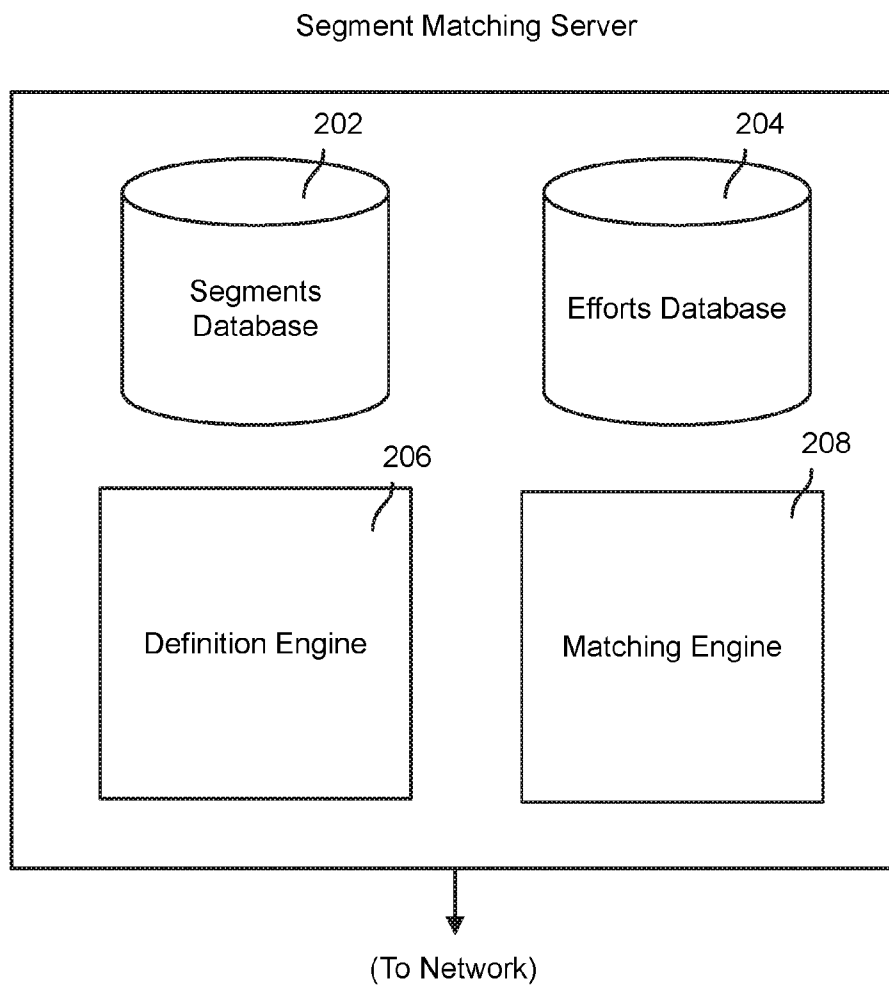 Segment Matching Server
202
204
Segments
Database
Efforts Database
206
208
Definition Engine
Matching Engine
(To Network)